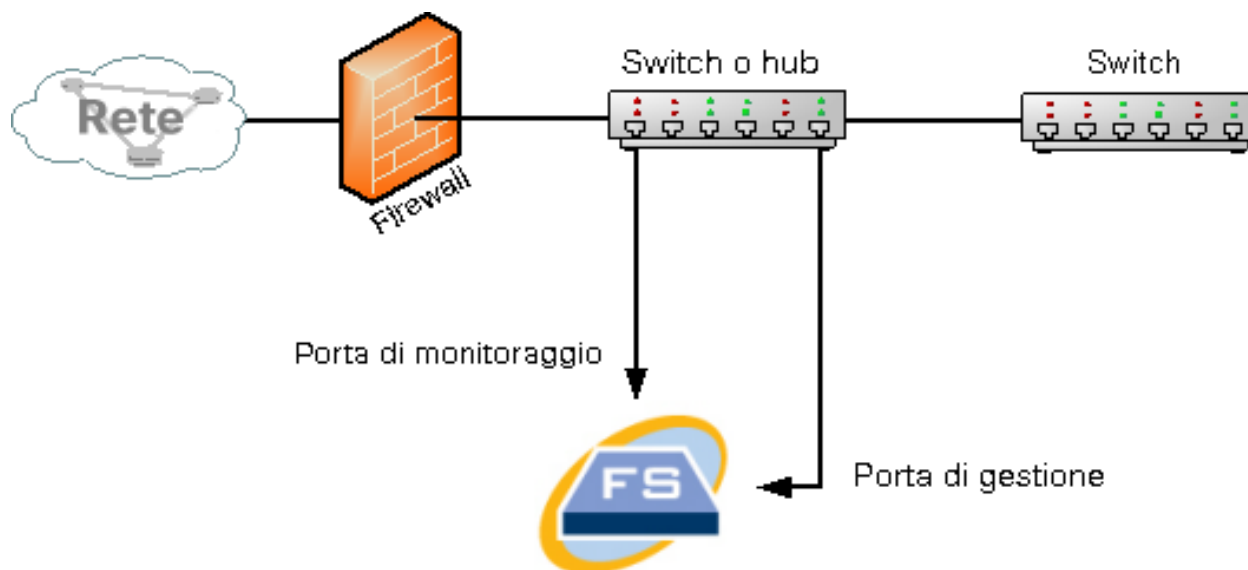 Rete
Firewall
Switch o hub
Switch
Porta di monitoraggio
FS
Porta di gestione